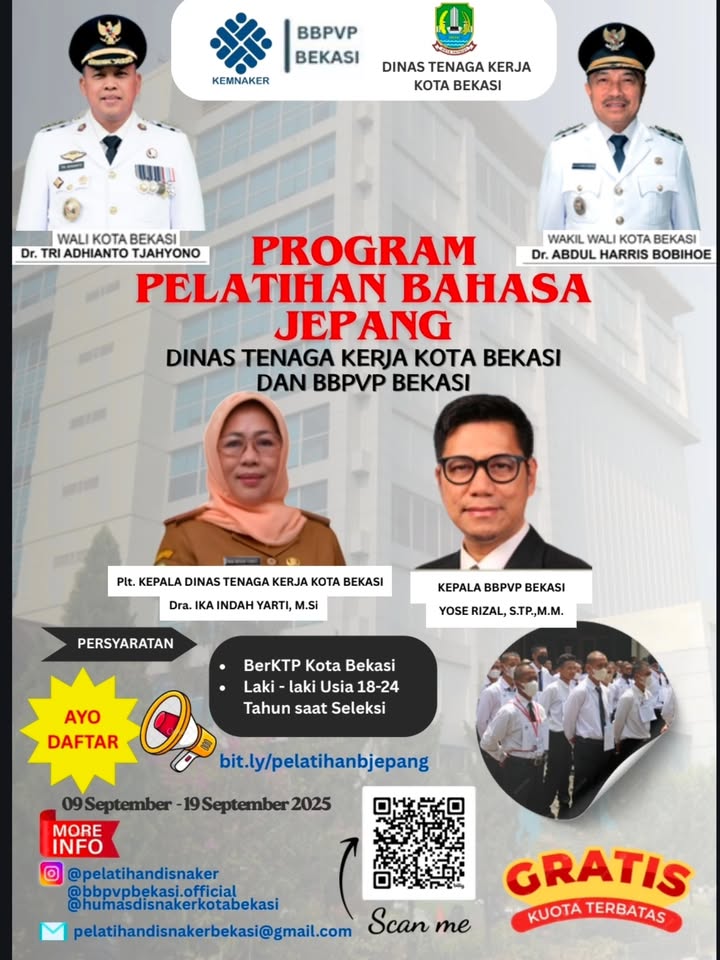 KEMNAKER
BBPVP
BEKASI
DINAS TENAGA KERJA
KOTA BEKASI
WALI KOTA BEKASI
Dr. TRI ADHIANTO TJAHYONO
WAKIL WALI KOTA BEKASI
Dr. ABDUL HARRIS BOBIHOE
PROGRAM
PELATIHAN BAHASA
JEPANG
DINAS TENAGA KERJA KOTA BEKASI
DAN BBPVP BEKASI
Plt. KEPALA DINAS TENAGA KERJA KOTA BEKASI
Dra. IKA INDAH YARTI, M.Si
KEPALA BBPVP BEKASI
YOSE RIZAL, S.TP.,M.M.
PERSYARATAN
• BerKTP Kota Bekasi
• Laki - laki Usia 18-24
Tahun saat Seleksi
AYO
DAFTAR
bit.ly/pelatihanbjepang
09 September - 19 September 2025
MORE
INFO
@pelatihandisnaker
@bbpvpbekasi.official
@humasdisnakerkotabekasi
pelatihandisnakerbekasi@gmail.com
Scan me
GRATIS
KUOTA TERBATAS